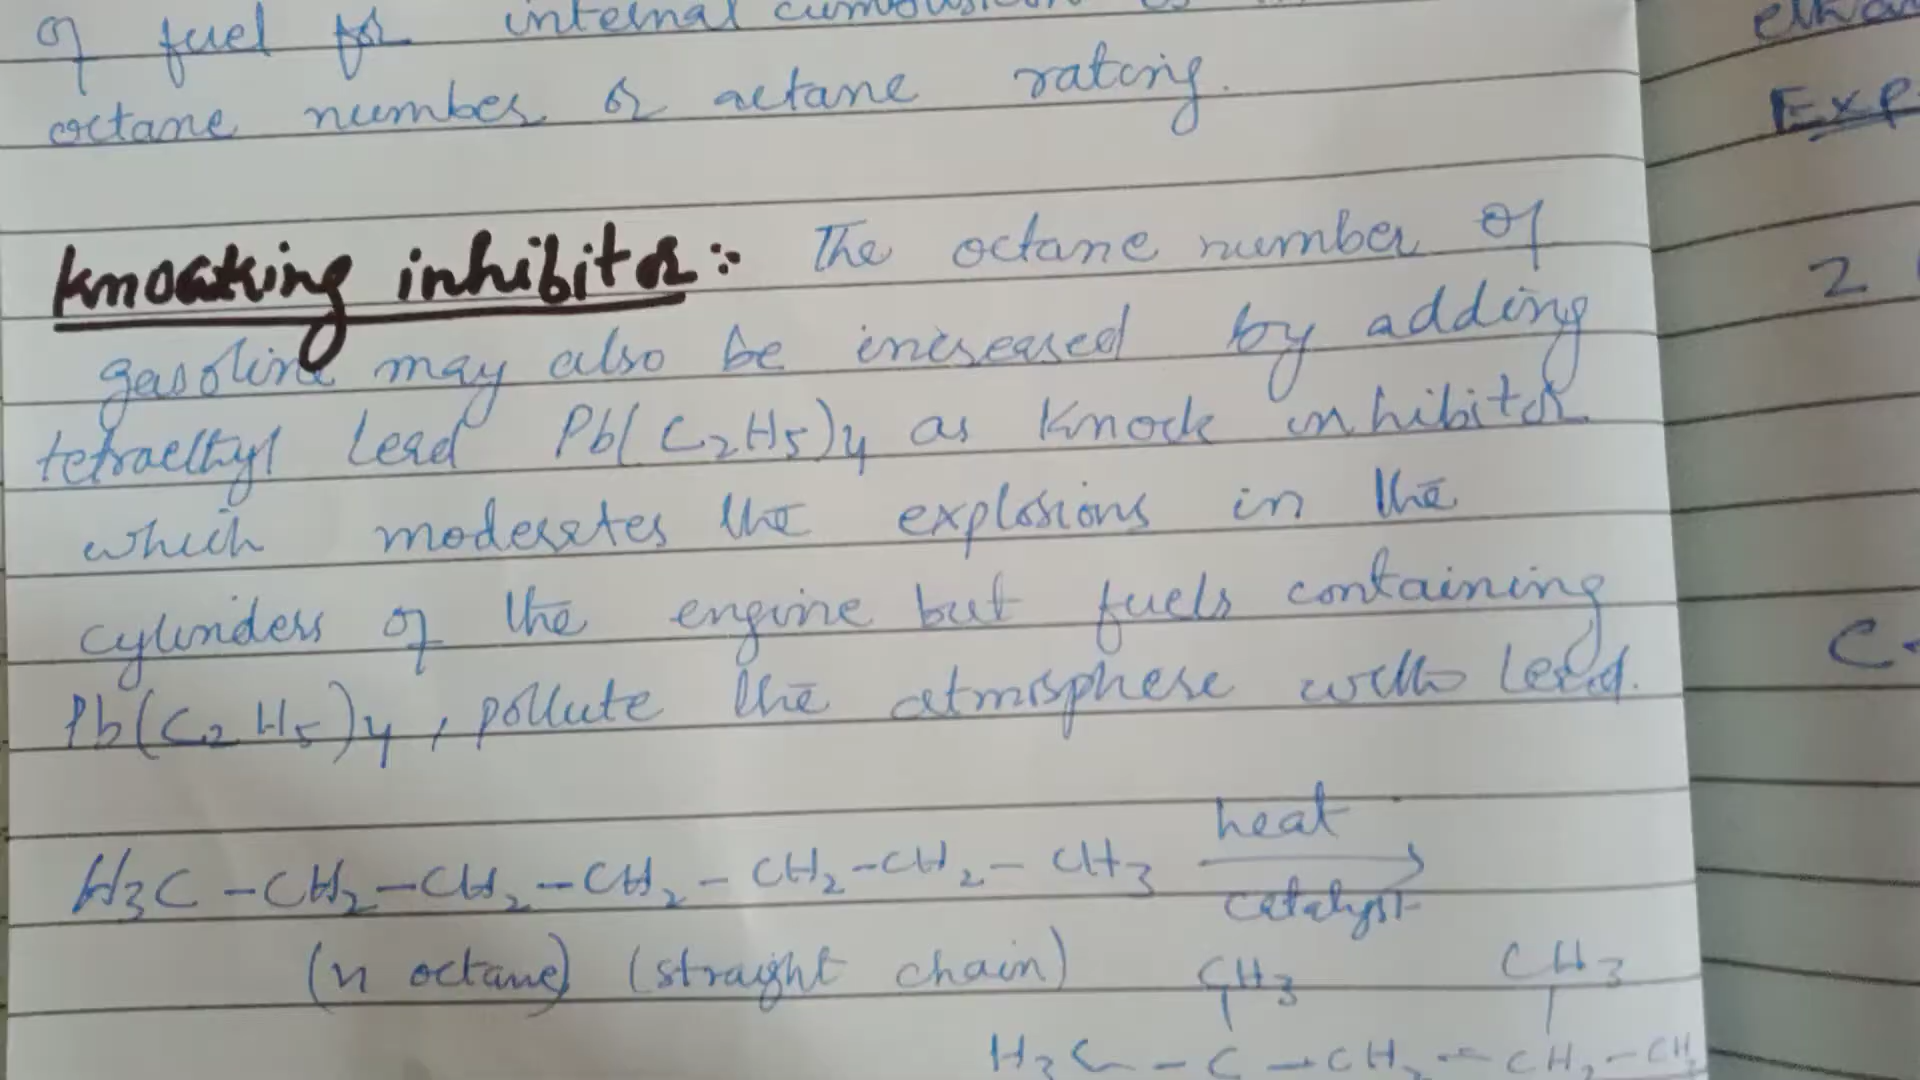 of fuel for internal
octane number or octane rating.
Exp
knocking inhibitor:- The octane number of
2
gasoline may also be increased by adding
tetraethyl lead Pb(C2H5)4 as knock inhibitor
which moderates the explosions in the
cylinders of the engine but fuels containing
C-
Pb(C2H5)4, pollute the atmosphere with lead.
heat
H3C-CH2-CH2-CH2-CH2-CH2-CH3 →
catalyst
(n octane) (straight chain)
CH3 CH3
H3C-C-CH2-CH2-CH